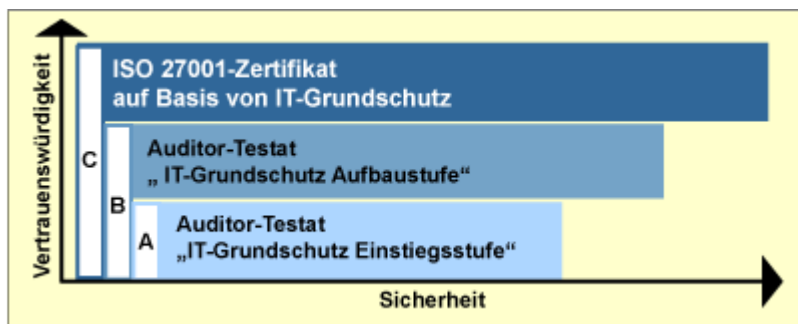 Vertrauenswürdigkeit
C
ISO 27001-Zertifikat
auf Basis von IT-Grundschutz
B
Auditor-Testat
„ IT-Grundschutz Aufbaustufe“
A
Auditor-Testat
„IT-Grundschutz Einstiegsstufe“
Sicherheit